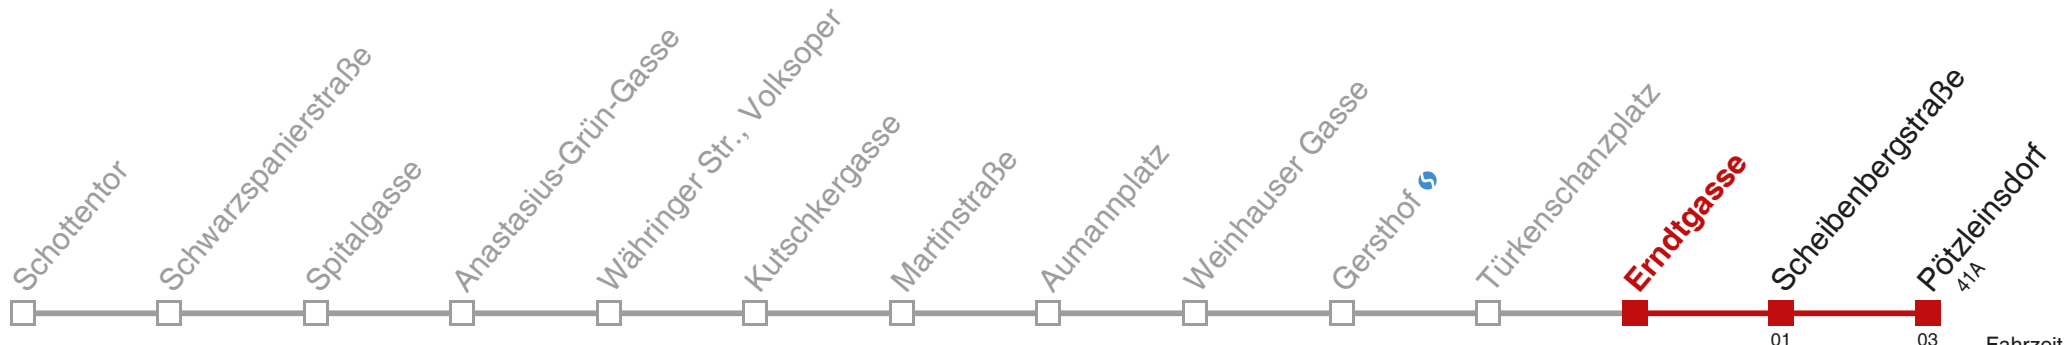 Schottentor
Schwarzspanierstraße
Spitalgasse
Anastasius-Grün-Gasse
Währinger Str., Volksoper
Kutschkergasse
Martinstraße
Aumannplatz
Weinhauser Gasse
Gersthof
Türkenschanzplatz
Erndtgasse
Scheibenbergstraße
Pötzleinsdorf
41A
01
03
Fahrzeit